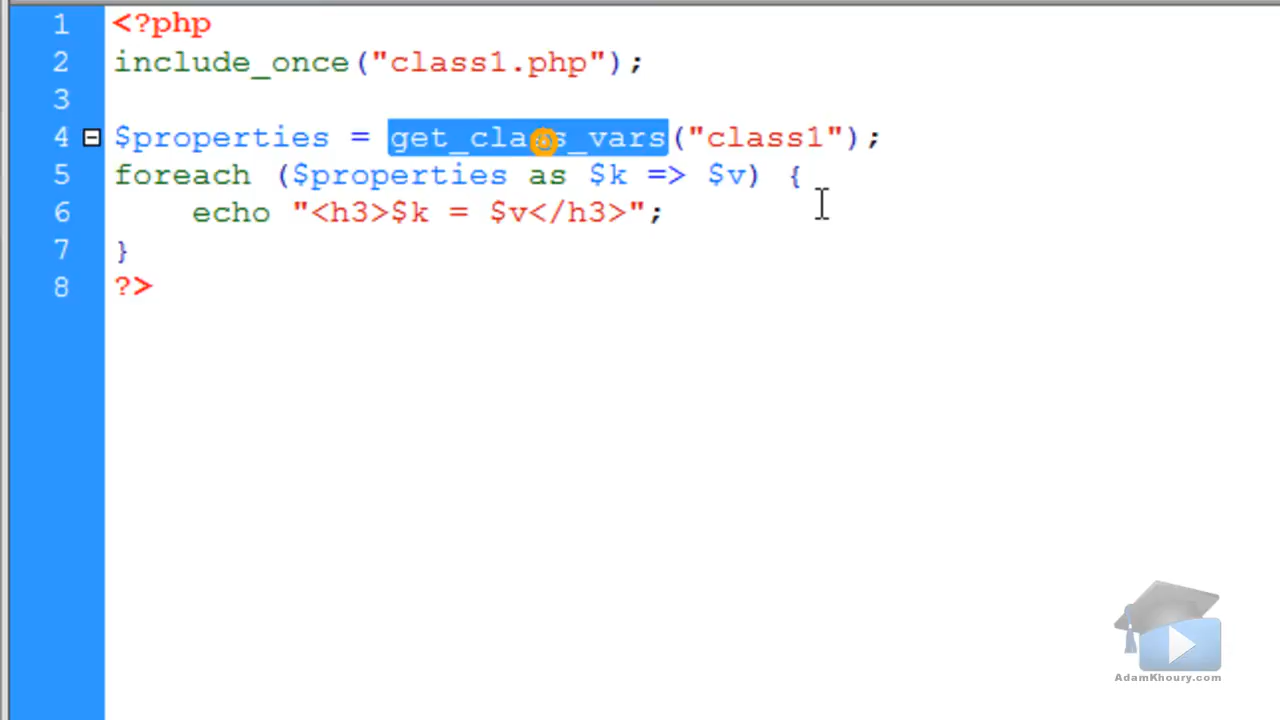 1 <?php
2 include_once("class1.php");
3
4 $properties = get_class_vars("class1");
5 foreach ($properties as $k => $v) {
6     echo "<h3>$k = $v</h3>";
7 }
8 ?>
AdamKhoury.com